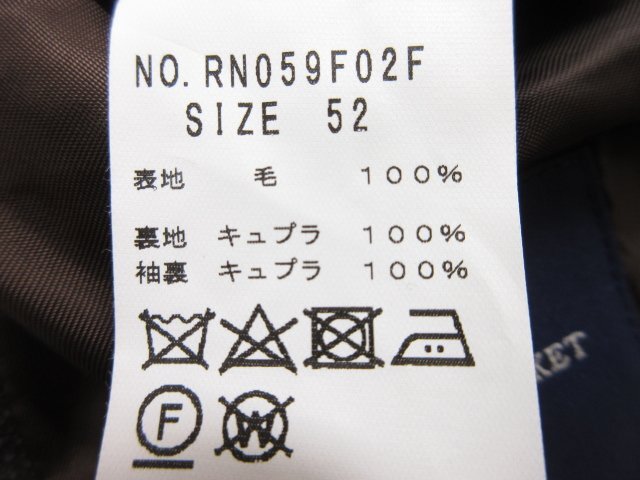 NO. RN059F02F
SIZE 52
表地 毛 100%
裏地 キュプラ 100%
袖裏 キュプラ 100%
F W
KET